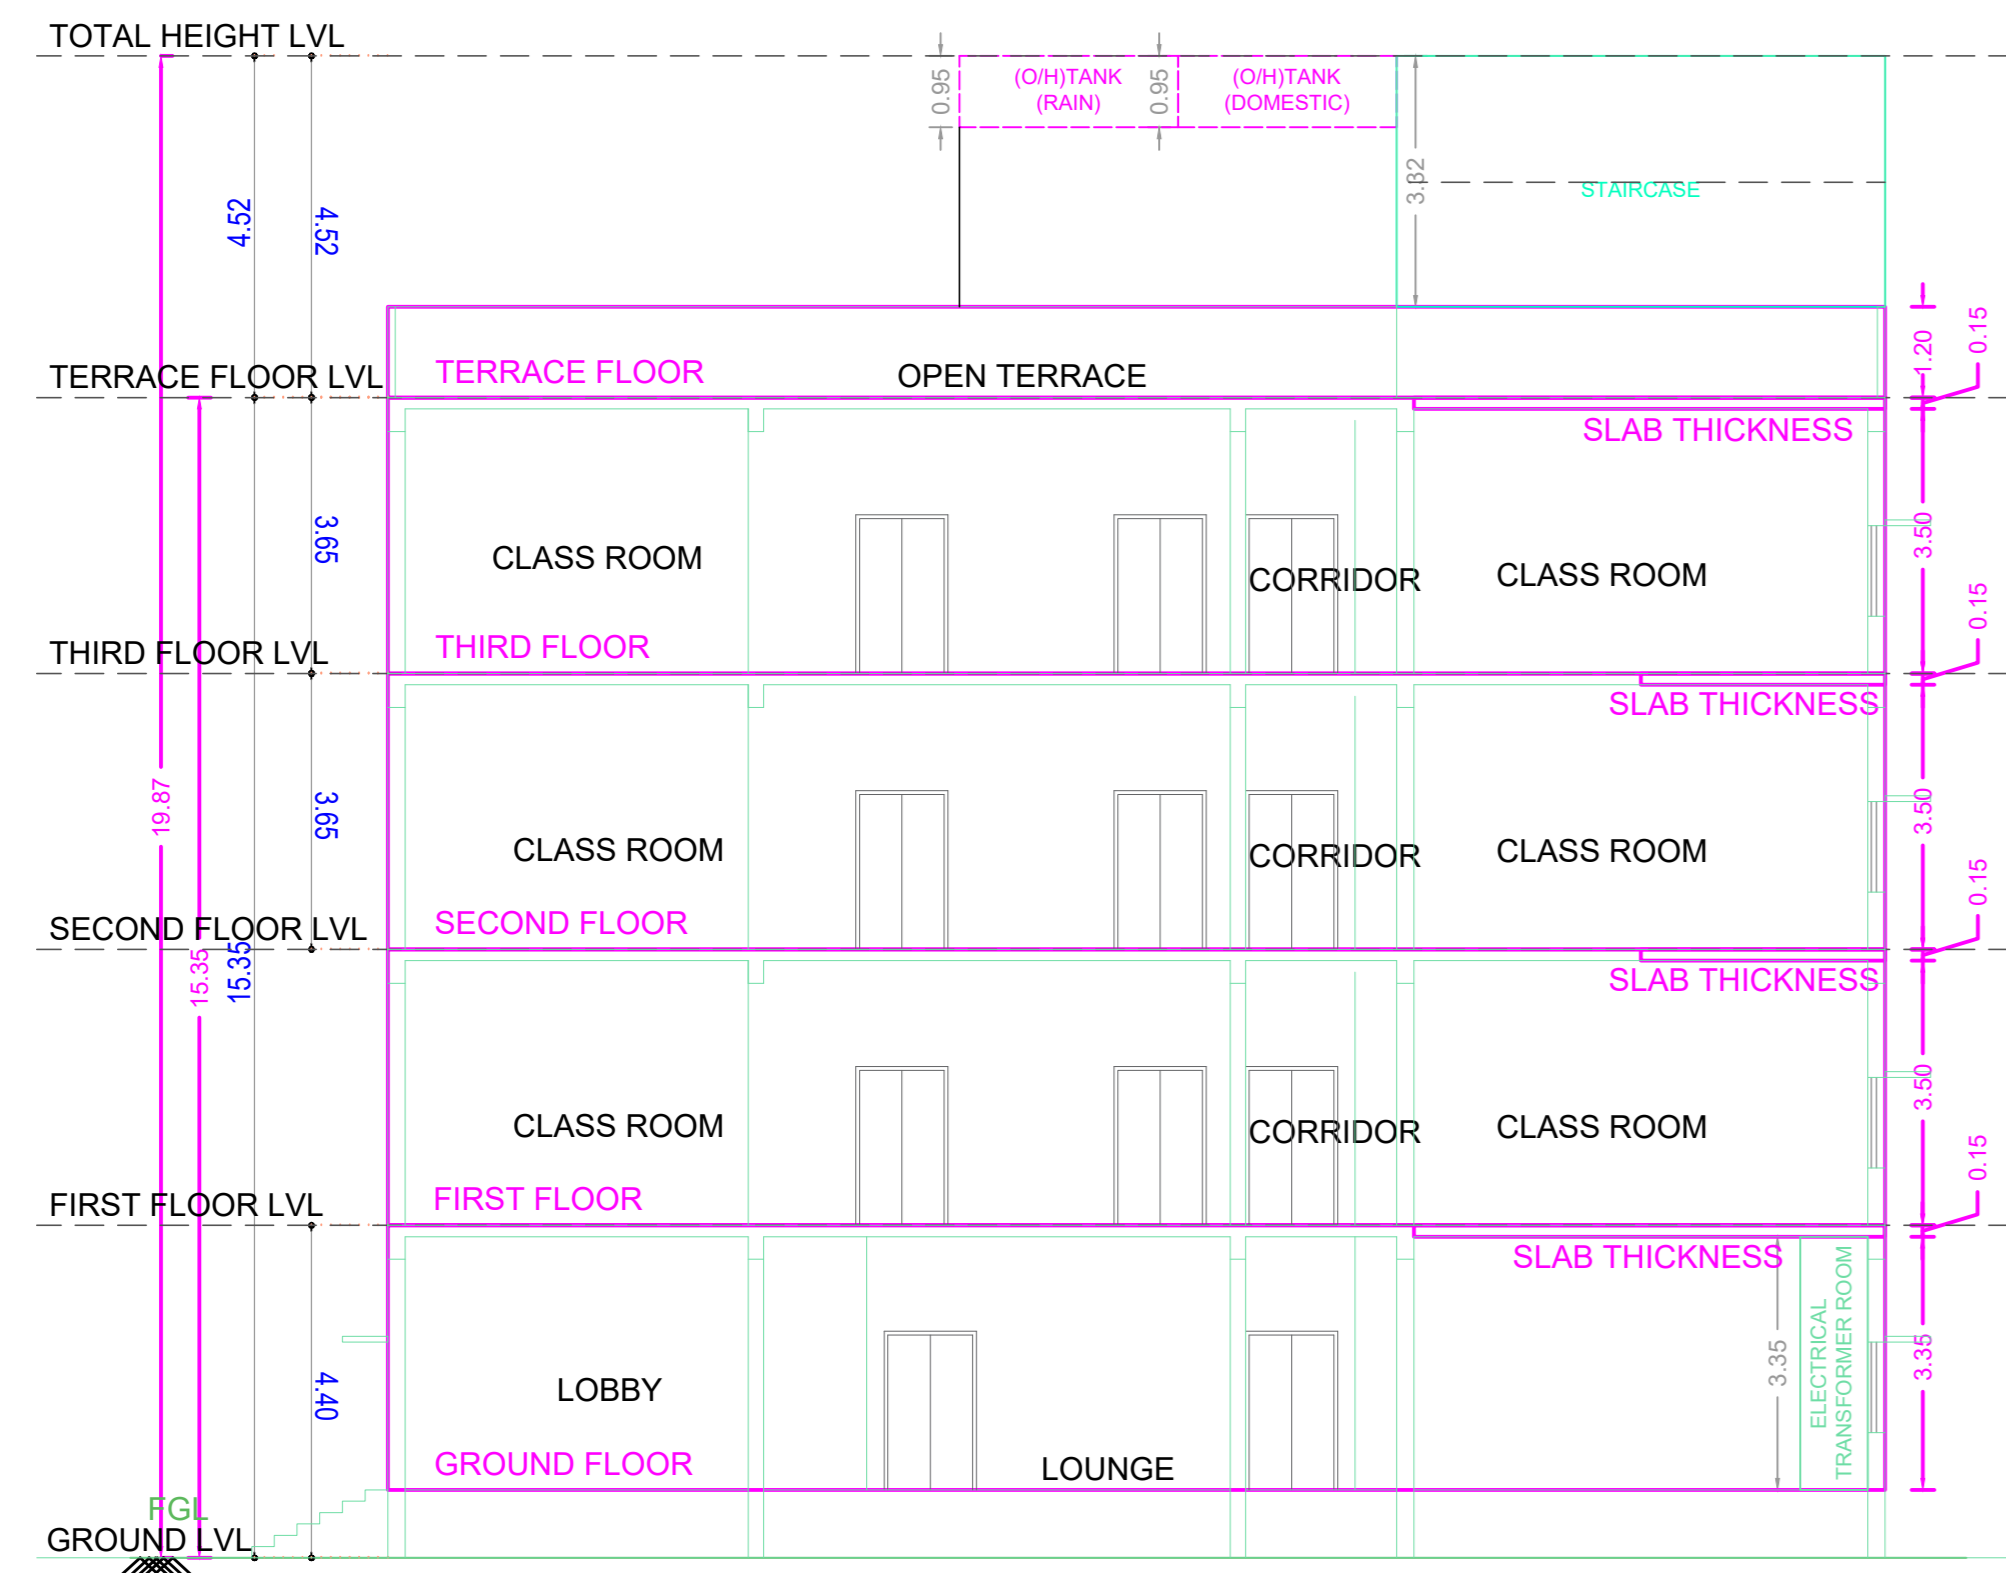 TOTAL HEIGHT LVL
0.95
(O/H)TANK
(RAIN)
0.95
(O/H)TANK
(DOMESTIC)
3.32
STAIRCASE
4.52
4.52
1.20
0.15
TERRACE FLOOR LVL
TERRACE FLOOR
OPEN TERRACE
SLAB THICKNESS
3.65
CLASS ROOM
CORRIDOR
CLASS ROOM
3.50
0.15
THIRD FLOOR LVL
THIRD FLOOR
SLAB THICKNESS
19.87
3.65
CLASS ROOM
CORRIDOR
CLASS ROOM
3.50
0.15
SECOND FLOOR LVL
SECOND FLOOR
15.35
15.35
SLAB THICKNESS
CLASS ROOM
CORRIDOR
CLASS ROOM
3.50
0.15
FIRST FLOOR LVL
FIRST FLOOR
SLAB THICKNESS
4.40
LOBBY
3.35
ELECTRICAL
TRANSFORMER ROOM
3.35
GROUND FLOOR
LOUNGE
FGL
GROUND LVL